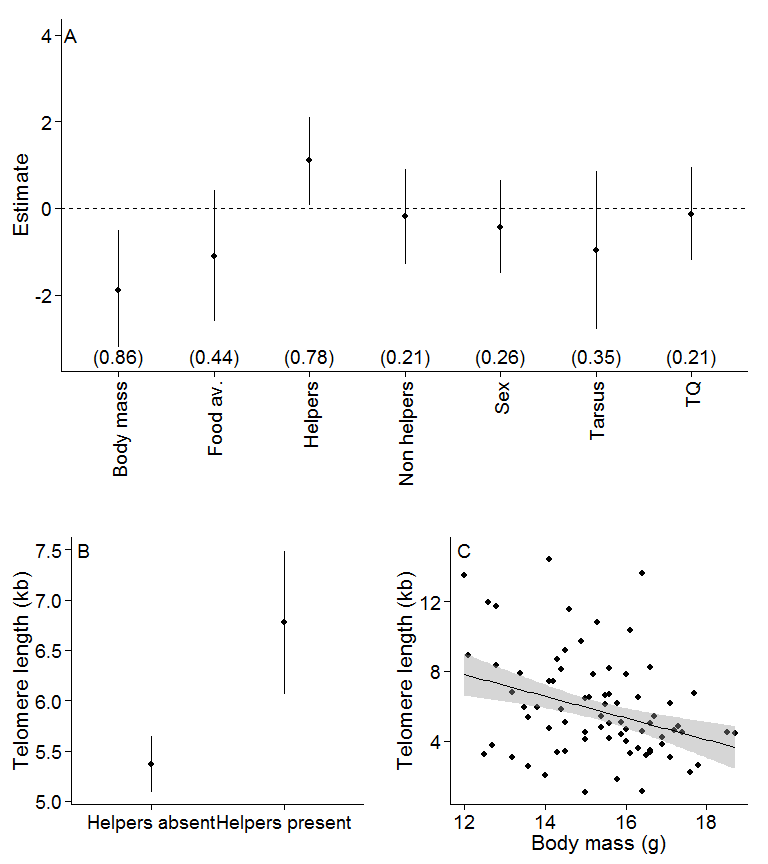 A
4
2
0
-2
Estimate
(0.86) (0.44) (0.78) (0.21) (0.26) (0.35) (0.21)
Body mass
Food av.
Helpers
Non helpers
Sex
Tarsus
TQ
B
7.5
7.0
6.5
6.0
5.5
5.0
Telomere length (kb)
Helpers absent Helpers present
C
12
8
4
Telomere length (kb)
12 14 16 18
Body mass (g)